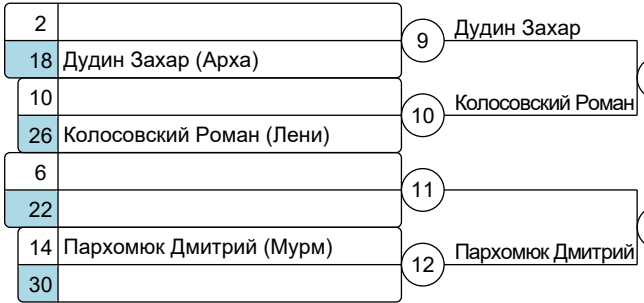 2
9 Дудин Захар
18 Дудин Захар (Арха)
10
10 Колосовский Роман
26 Колосовский Роман (Лени)
6
11
22
14 Пархомюк Дмитрий (Мурм)
12 Пархомюк Дмитрий
30